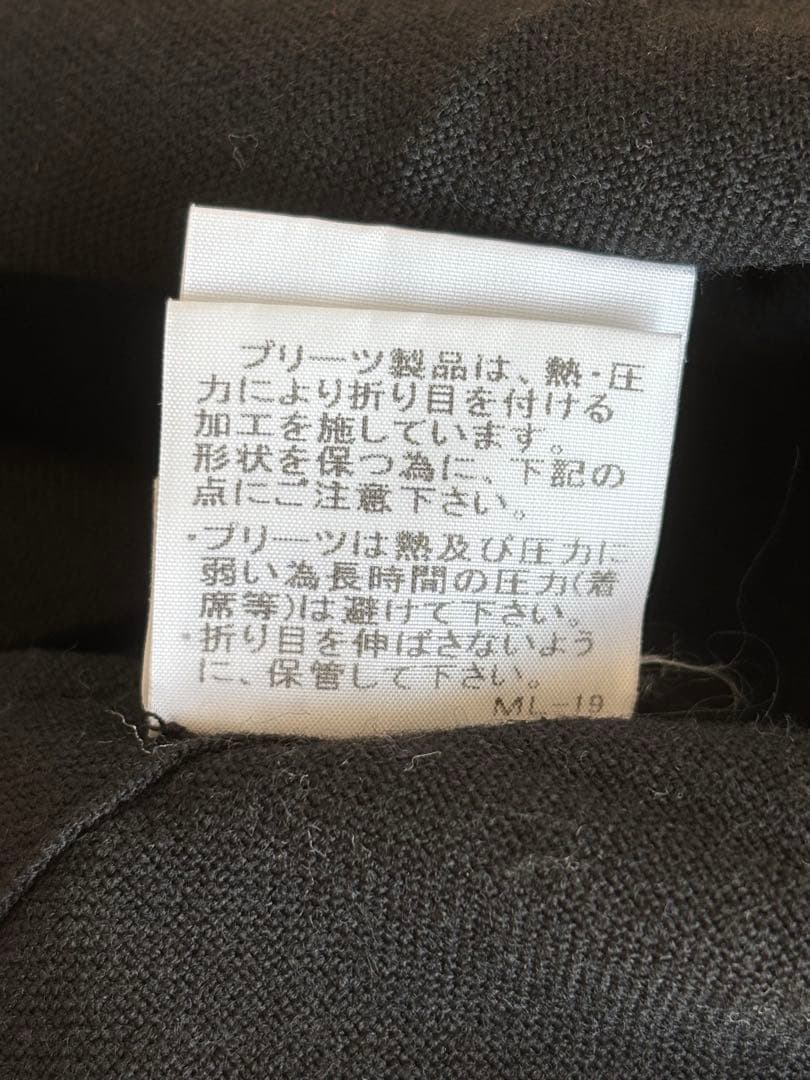 プリーツ製品は、熱・圧
力により折り目を付ける
加工を施しています。
形状を保つ為に、下記の
点にご注意下さい。
・プリーツは熱及び圧力に
弱い為長時間の圧力(着
席等)は避けて下さい。
・折り目を伸ばさないよう
に、保管して下さい。
ML-19